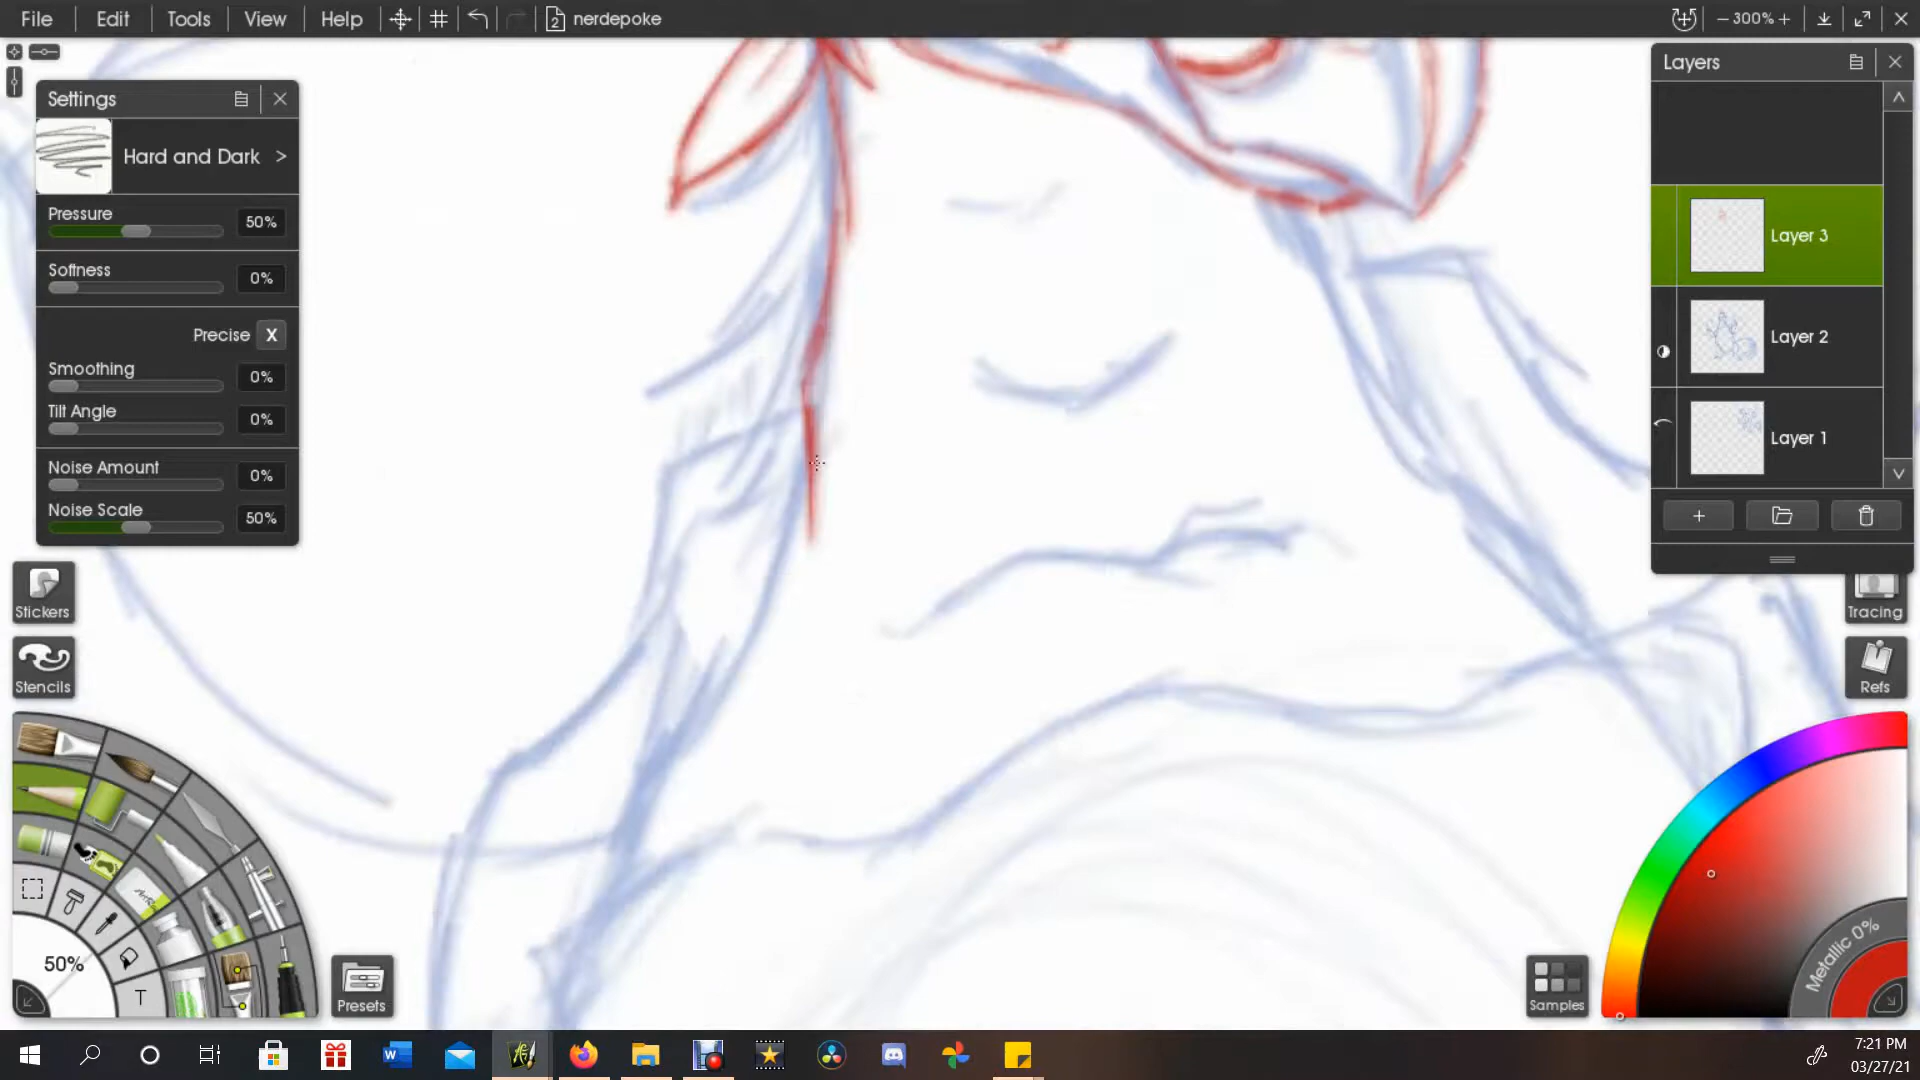 File Edit Tools View Help 2 nerdepoke 300%
Settings
Hard and Dark >
Pressure 50%
Softness 0%
Precise X
Smoothing 0%
Tilt Angle 0%
Noise Amount 0%
Noise Scale 50%
Stickers
Stencils
50%
T
Presets
Layers
Layer 3
Layer 2
Layer 1
Tracing
Refs
Metallic 0%
Samples
7:21 PM
03/27/21